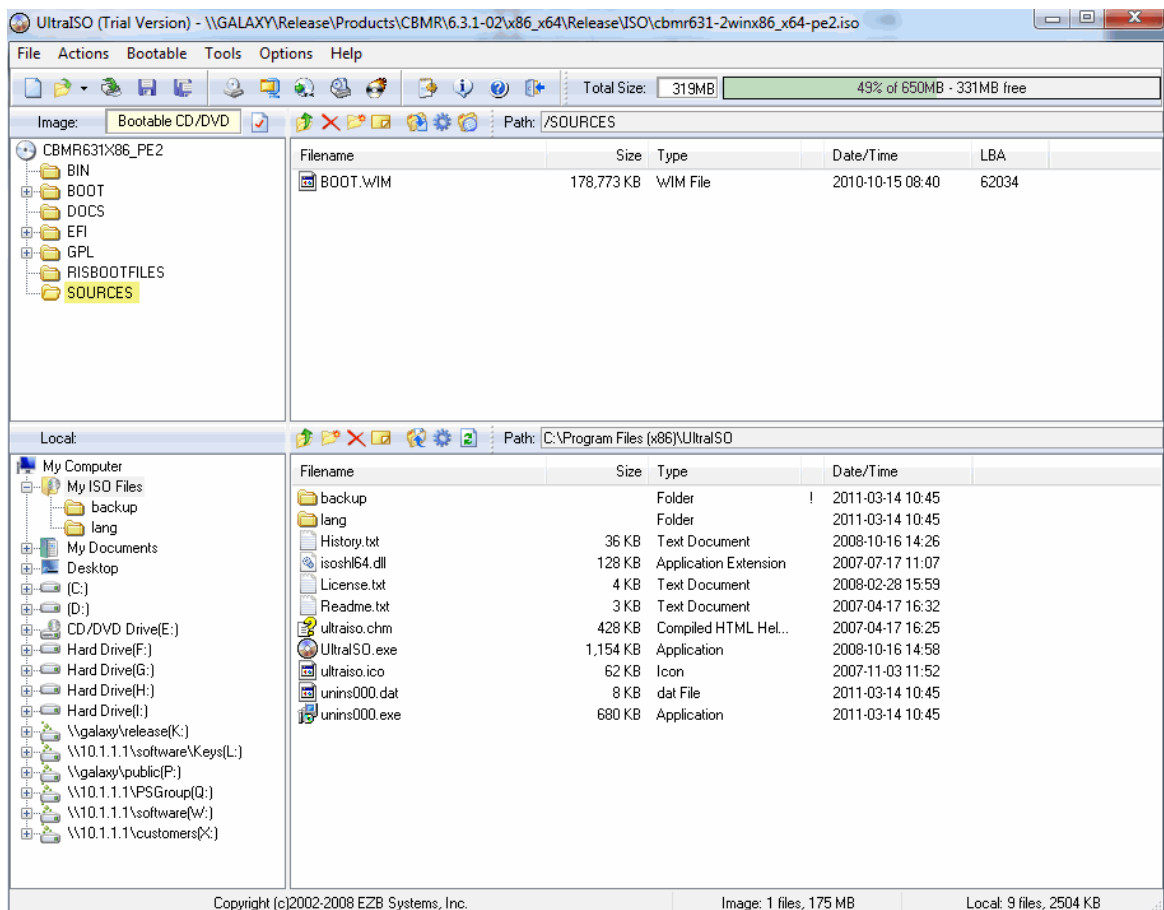 UltraISO (Trial Version) - \\GALAXY\Release\Products\CBMR\6.3.1-02\x86_x64\Release\ISO\cbmr631-2winx86_x64-pe2.iso
File Actions Bootable Tools Options Help
Total Size: 319MB 49% of 650MB - 331MB free
Image: Bootable CD/DVD Path: /SOURCES
CBMR631X86_PE2
BIN
BOOT
DOCS
EFI
GPL
RISBOOTFILES
SOURCES
Filename Size Type Date/Time LBA
BOOT.WIM 178,773 KB WIM File 2010-10-15 08:40 62034
Local: Path: C:\Program Files (x86)\UltraISO
My Computer
My ISO Files
backup
lang
My Documents
Desktop
(C:)
(D:)
CD/DVD Drive(E:)
Hard Drive(F:)
Hard Drive(G:)
Hard Drive(H:)
Hard Drive(I:)
\\galaxy\release(K:)
\\10.1.1.1\software\Keys(L:)
\\galaxy\public(P:)
\\10.1.1.1\PSGroup(Q:)
\\10.1.1.1\software(W:)
\\10.1.1.1\customers(X:)
Filename Size Type Date/Time
backup Folder ! 2011-03-14 10:45
lang Folder 2011-03-14 10:45
History.txt 36 KB Text Document 2008-10-16 14:26
isoshl64.dll 128 KB Application Extension 2007-07-17 11:07
License.txt 4 KB Text Document 2008-02-28 15:59
Readme.txt 3 KB Text Document 2007-04-17 16:32
ultraiso.chm 428 KB Compiled HTML Hel... 2007-04-17 16:25
UltraISO.exe 1,154 KB Application 2008-10-16 14:58
ultraiso.ico 62 KB Icon 2007-11-03 11:52
unins000.dat 8 KB dat File 2011-03-14 10:45
unins000.exe 680 KB Application 2011-03-14 10:45
Copyright (c)2002-2008 EZB Systems, Inc. Image: 1 files, 175 MB Local: 9 files, 2504 KB